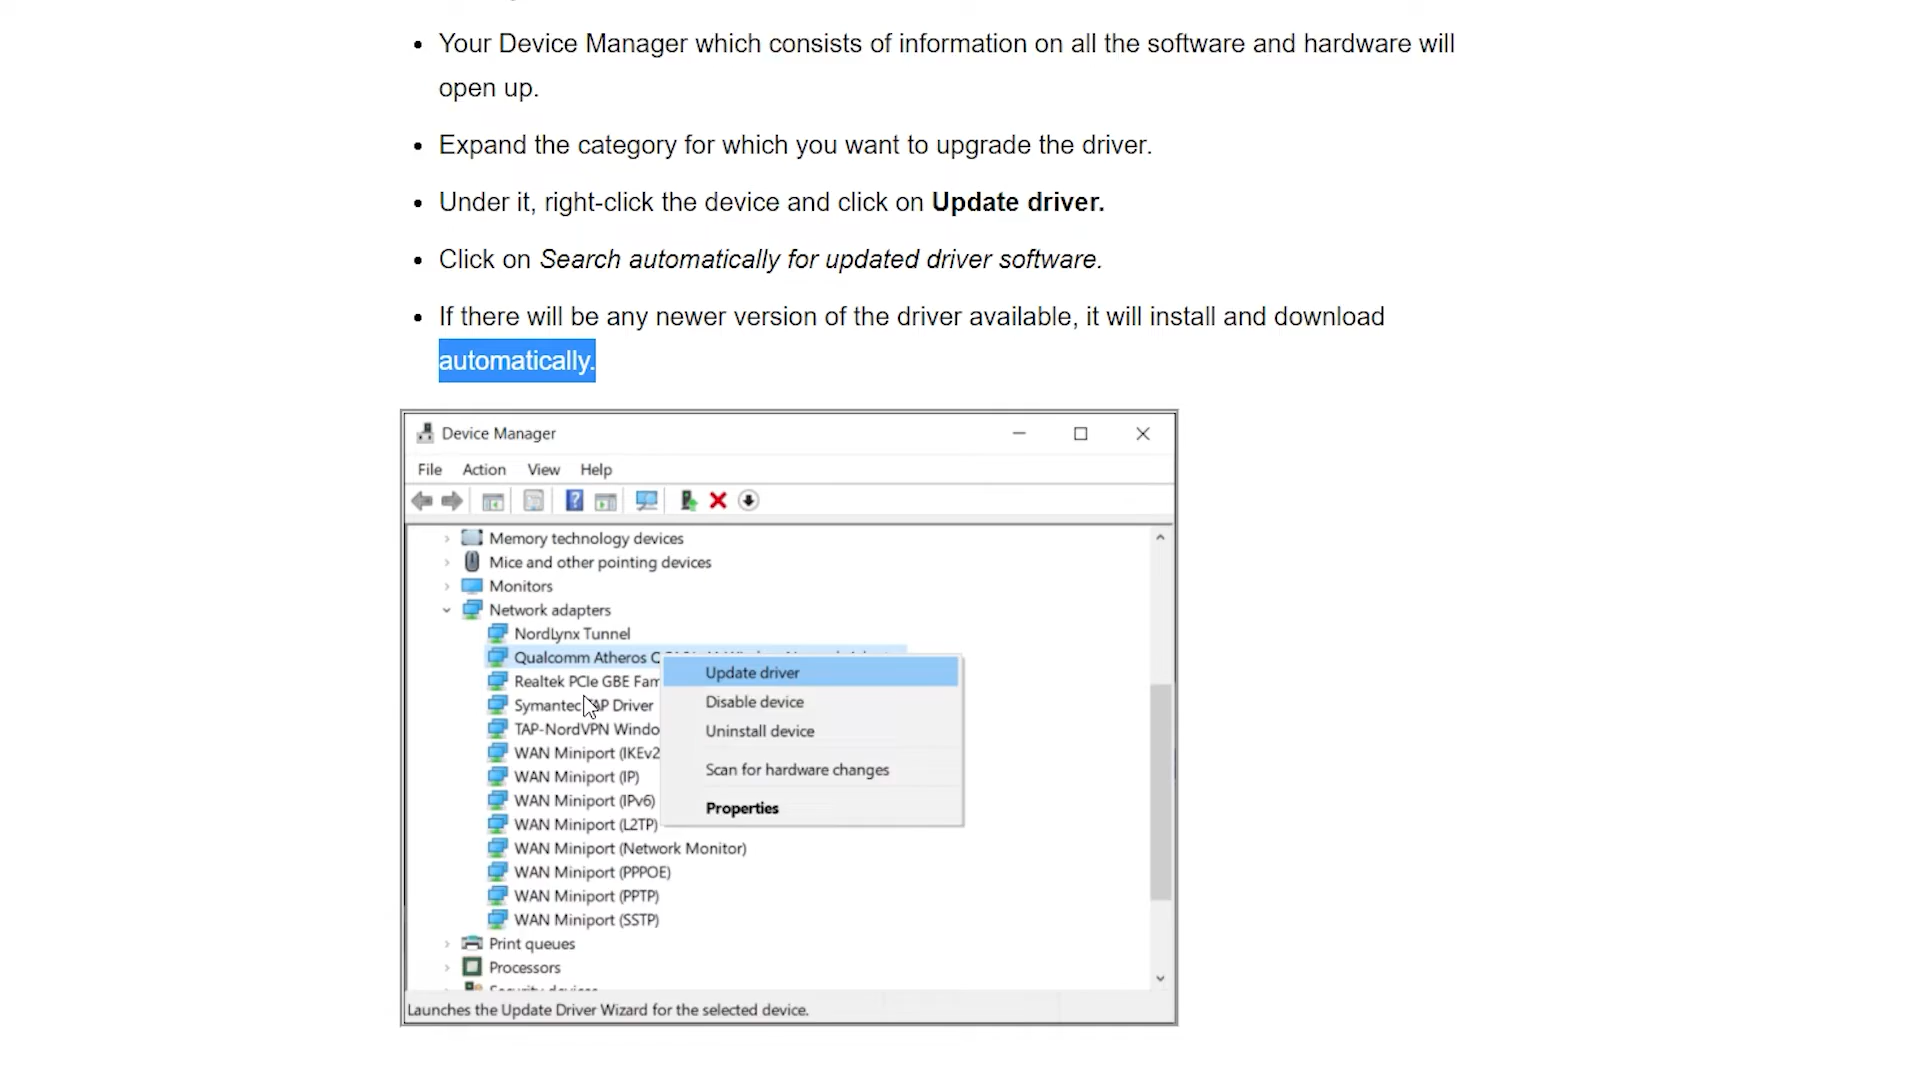 Your Device Manager which consists of information on all the software and hardware will
open up.
Expand the category for which you want to upgrade the driver.
Under it, right-click the device and click on Update driver.
Click on Search automatically for updated driver software.
If there will be any newer version of the driver available, it will install and download
automatically.
Device Manager
File Action View Help
Memory technology devices
Mice and other pointing devices
Monitors
Network adapters
NordLynx Tunnel
Qualcomm Atheros
Update driver
Realtek PCIe GBE Fam
Disable device
Symantec TAP Driver
TAP-NordVPN Windo
Uninstall device
WAN Miniport (IKEv2
Scan for hardware changes
WAN Miniport (IP)
WAN Miniport (IPv6)
Properties
WAN Miniport (L2TP)
WAN Miniport (Network Monitor)
WAN Miniport (PPPOE)
WAN Miniport (PPTP)
WAN Miniport (SSTP)
Print queues
Processors
Launches the Update Driver Wizard for the selected device.